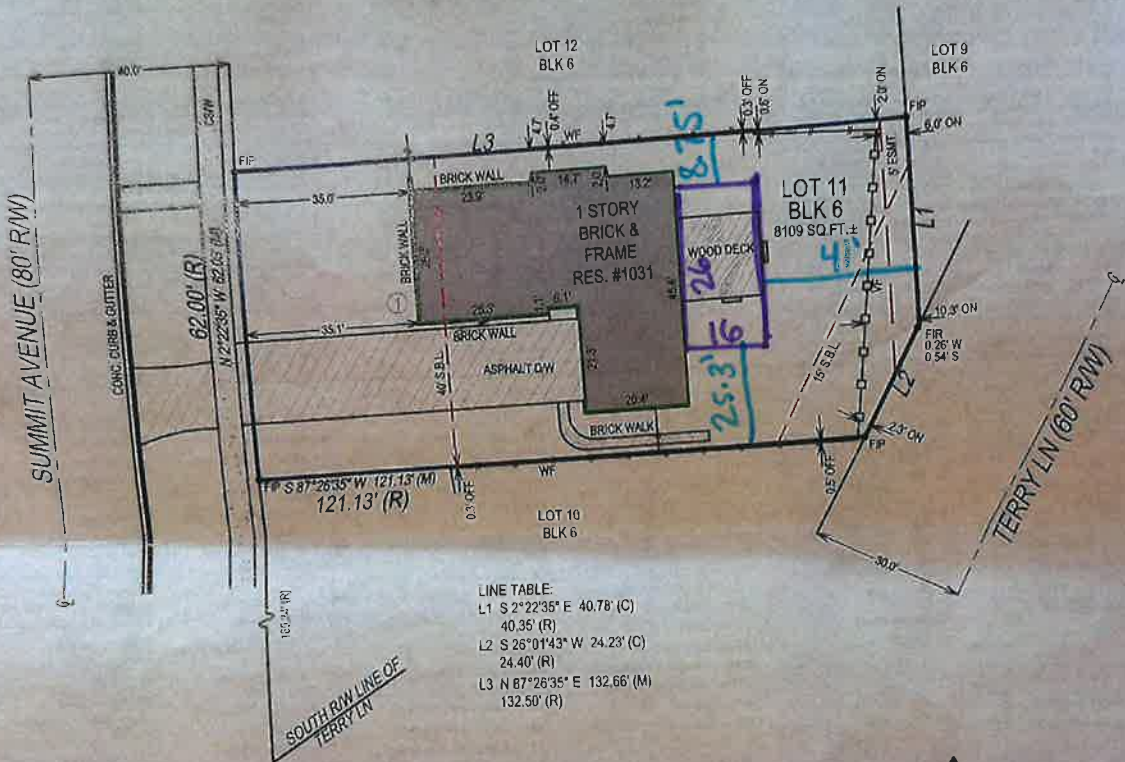 LOT 12
BLK 6
LOT 9
BLK 6
40.0'
CSW
FIP
L3
4.7
0.4' OFF
4.7
WF
0.3' OFF
0.6' ON
2.0' ON
FIP
6.0' ON
8.75'
5' ESMT
BRICK WALL
23.9'
2.0'
14.7'
2.0'
13.2'
35.0'
BRICK WALL
1 STORY
BRICK &
FRAME
RES. #1031
LOT 11
BLK 6
8109 SQ.FT.±
WOOD DECK
26
16
L1
VF
SUMMIT AVENUE (80' R/W)
CONC. CURB & GUTTER
62.00' (R)
N 2°22'35" W 62.03' (M)
35.1'
1.1'
6.1'
BRICK WALL
40' S.B.L.
ASPHALT D/W
20.4'
BRICK WALK
25.3'
15' S.B.L.
10.3' ON
FIR
0.26' W
0.54' S
L2
2.3' ON
FIP
0.5' OFF
TERRY LN (60' R/W)
30.0'
FIP S 87°26'35" W 121.13' (M)
121.13' (R)
0.3' OFF
WF
LOT 10
BLK 6
LINE TABLE:
L1 S 2°22'35" E 40.78' (C)
40.35' (R)
L2 S 26°01'43" W 24.23' (C)
24.40' (R)
L3 N 87°26'35" E 132.66' (M)
132.50' (R)
SOUTH R/W LINE OF
TERRY LN